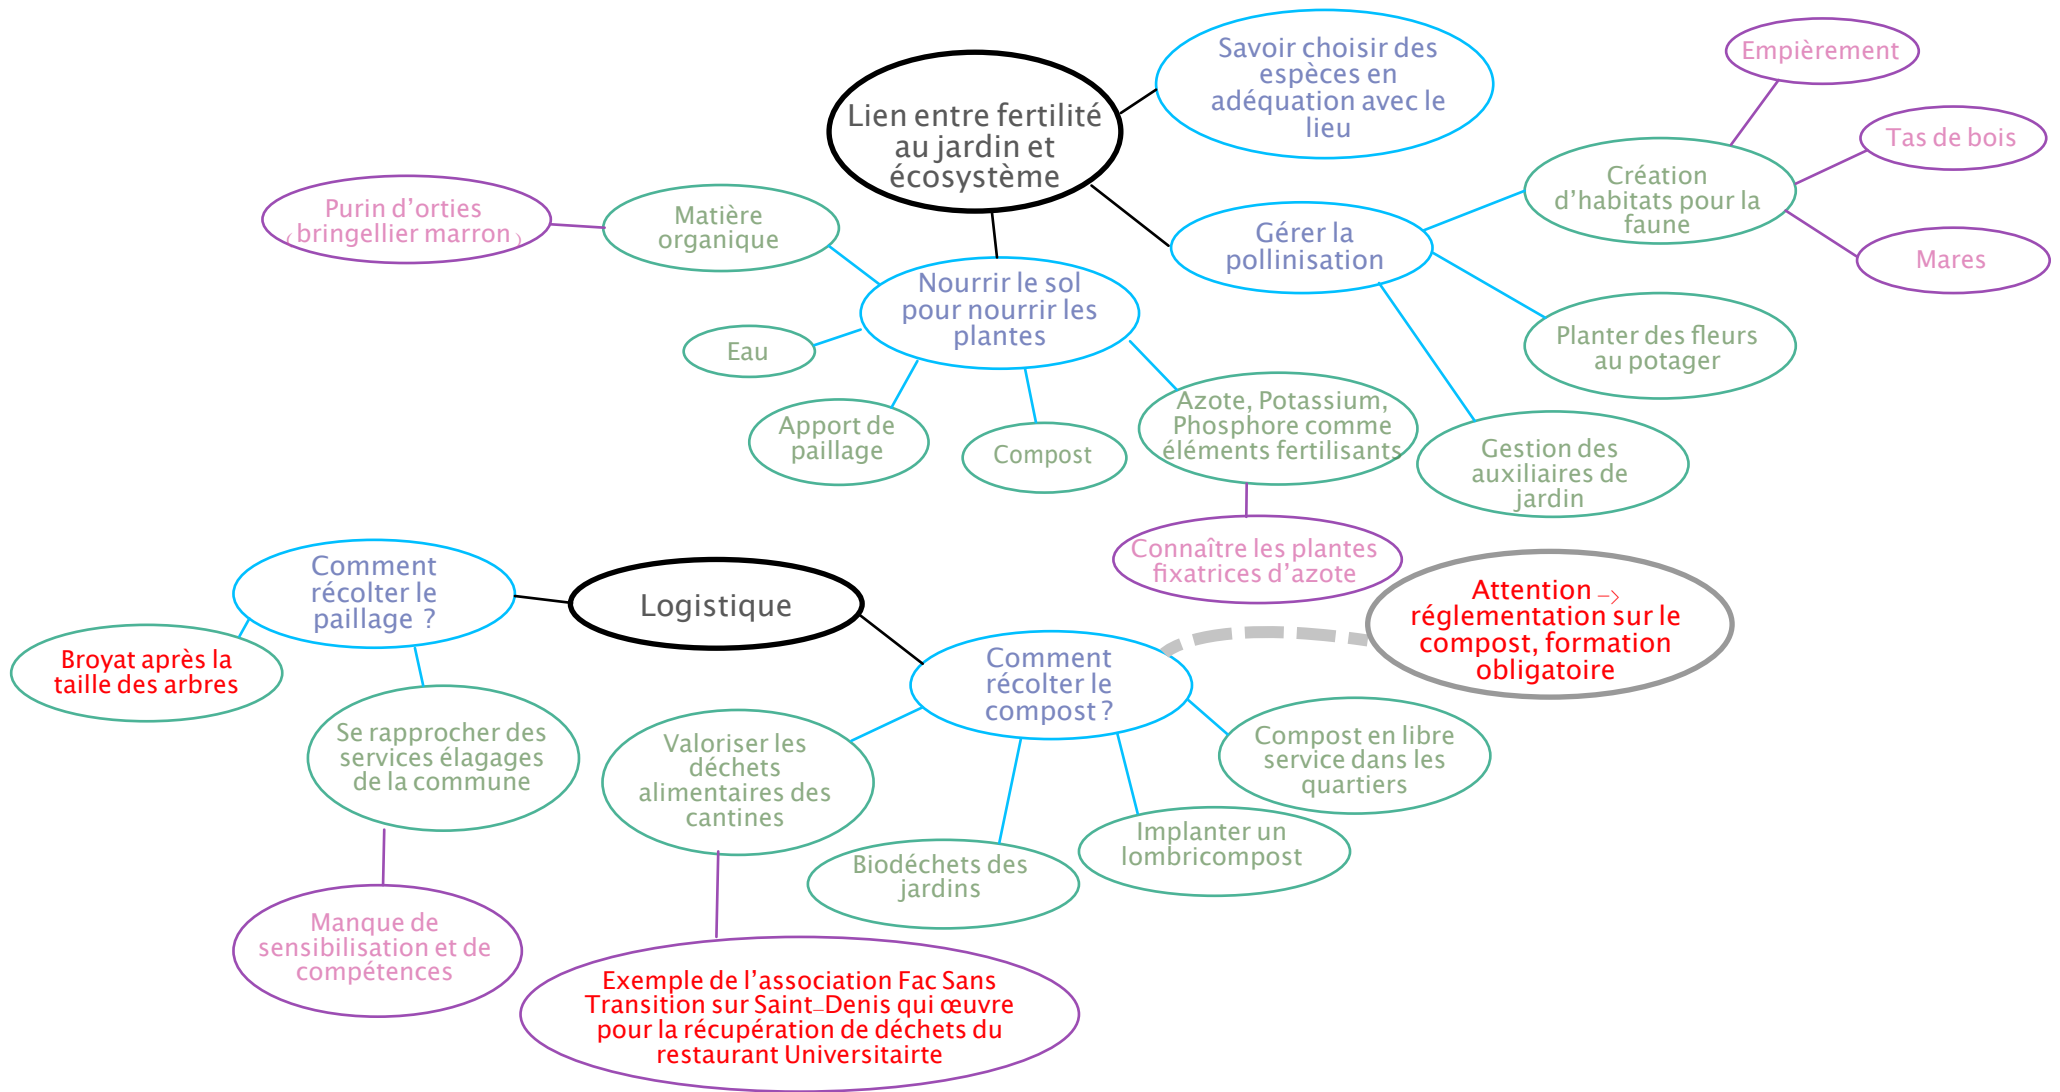 Lien entre fertilité
au jardin et
écosystème
Savoir choisir des
espèces en
adéquation avec le
lieu
Empièrement
Tas de bois
Création
d’habitats pour la
faune
Mares
Gérer la
pollinisation
Planter des fleurs
au potager
Gestion des
auxiliaires de
jardin
Purin d’orties
(bringellier marron)
Matière
organique
Nourrir le sol
pour nourrir les
plantes
Eau
Apport de
paillage
Compost
Azote, Potassium,
Phosphore comme
éléments fertilisants
Connaître les plantes
fixatrices d’azote
Comment
récolter le
paillage ?
Logistique
Attention ->
réglementation sur le
compost, formation
obligatoire
Broyat après la
taille des arbres
Comment
récolter le
compost ?
Se rapprocher des
services élagages
de la commune
Valoriser les
déchets
alimentaires des
cantines
Compost en libre
service dans les
quartiers
Implanter un
lombricompost
Biodéchets des
jardins
Manque de
sensibilisation et de
compétences
Exemple de l’association Fac Sans
Transition sur Saint-Denis qui œuvre
pour la récupération de déchets du
restaurant Universitairte